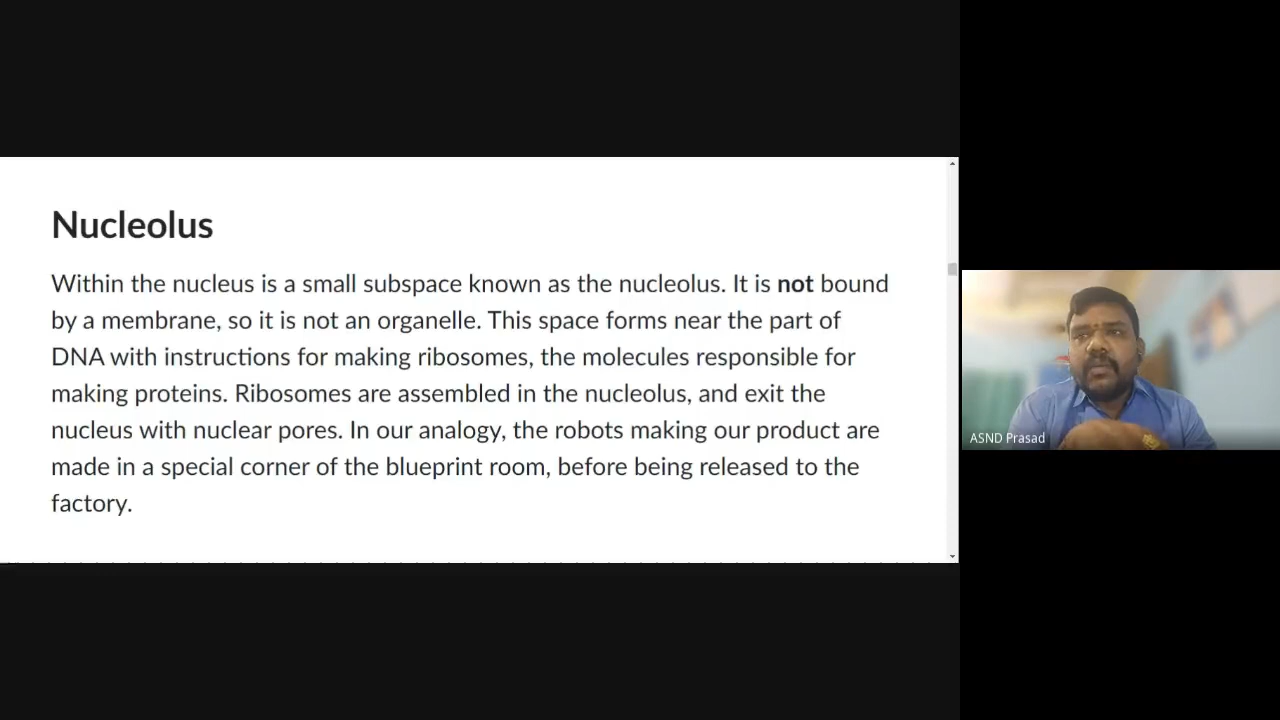 Nucleolus
Within the nucleus is a small subspace known as the nucleolus. It is not bound
by a membrane, so it is not an organelle. This space forms near the part of
DNA with instructions for making ribosomes, the molecules responsible for
making proteins. Ribosomes are assembled in the nucleolus, and exit the
nucleus with nuclear pores. In our analogy, the robots making our product are
made in a special corner of the blueprint room, before being released to the
factory.
ASND Prasad